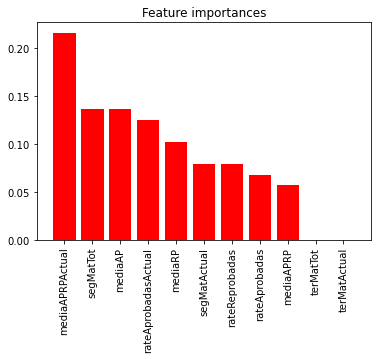 Feature importances
0.20
0.15
0.10
0.05
0.00
mediaAPRPActual
segMatTot
mediaAP
rateAprobadasActual
mediaRP
segMatActual
rateReprobadas
rateAprobadas
mediaAPRP
terMatTot
terMatActual